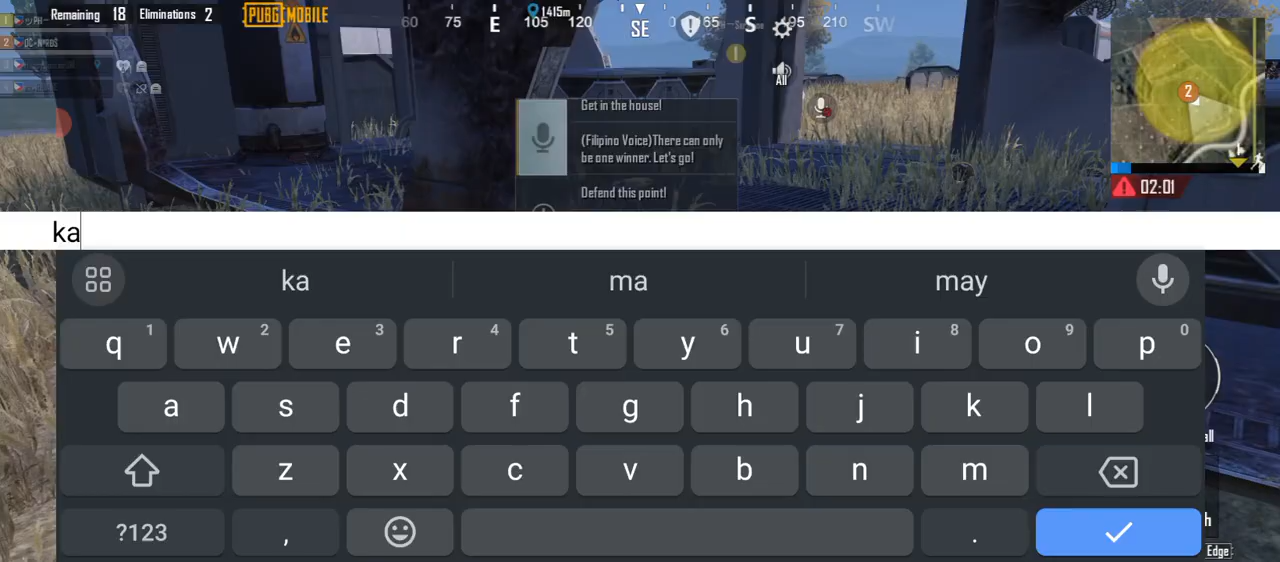 Remaining 18 Eliminations 2
PUBG MOBILE
60 75 E 105 120 SE 165 S 195 210 SW
1415m
2
All
Get in the house!
(Filipino Voice)There can only
be one winner. Let's go!
Defend this point!
2
02:01
ka
ka ma may
q 1 w 2 e 3 r 4 t 5 y 6 u 7 i 8 o 9 p 0
a s d f g h j k l
z x c v b n m
?123 , .
Edge